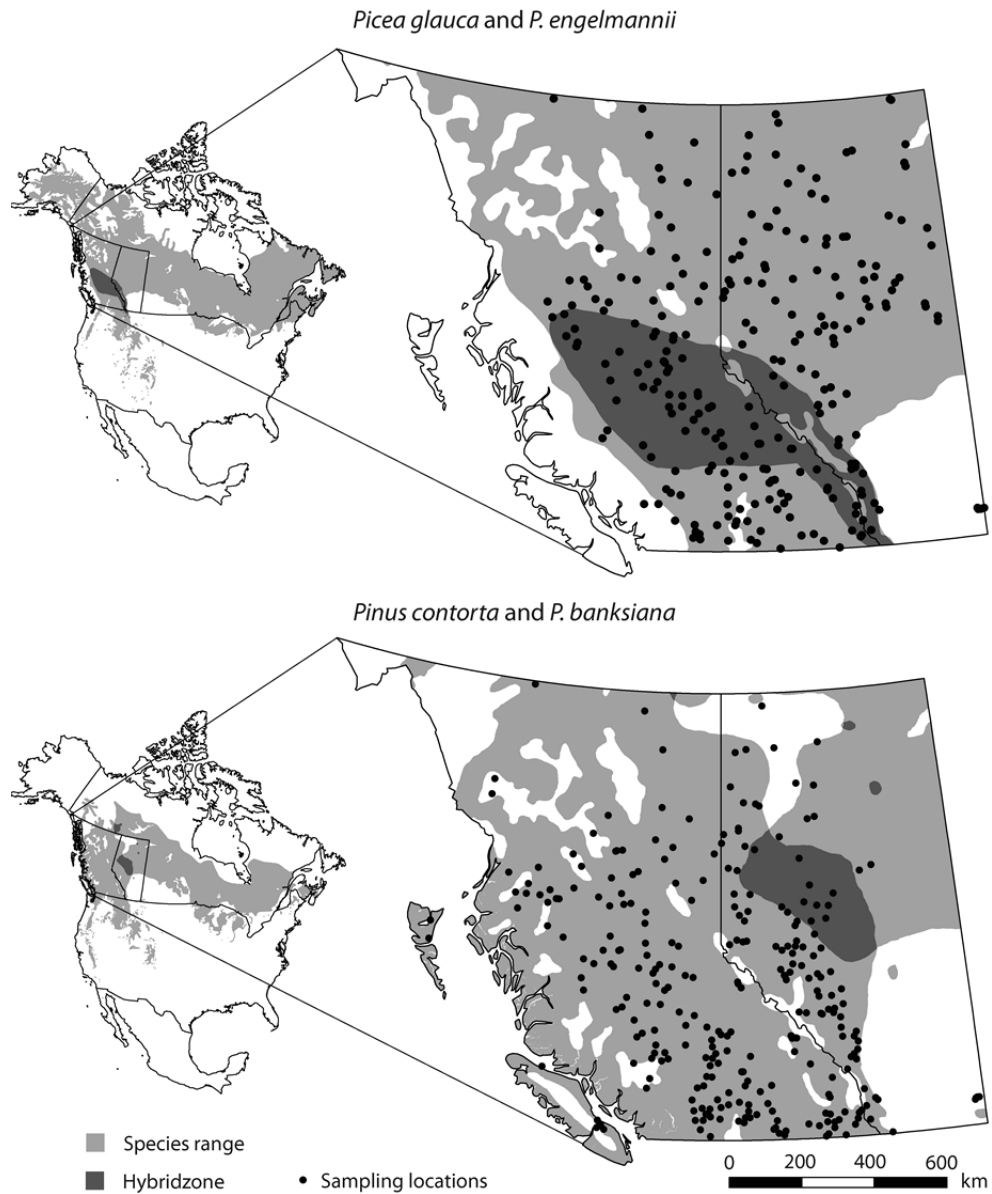 Picea glauca and P. engelmannii
Pinus contorta and P. banksiana
Species range
Hybridzone
Sampling locations
0 200 400 600
km